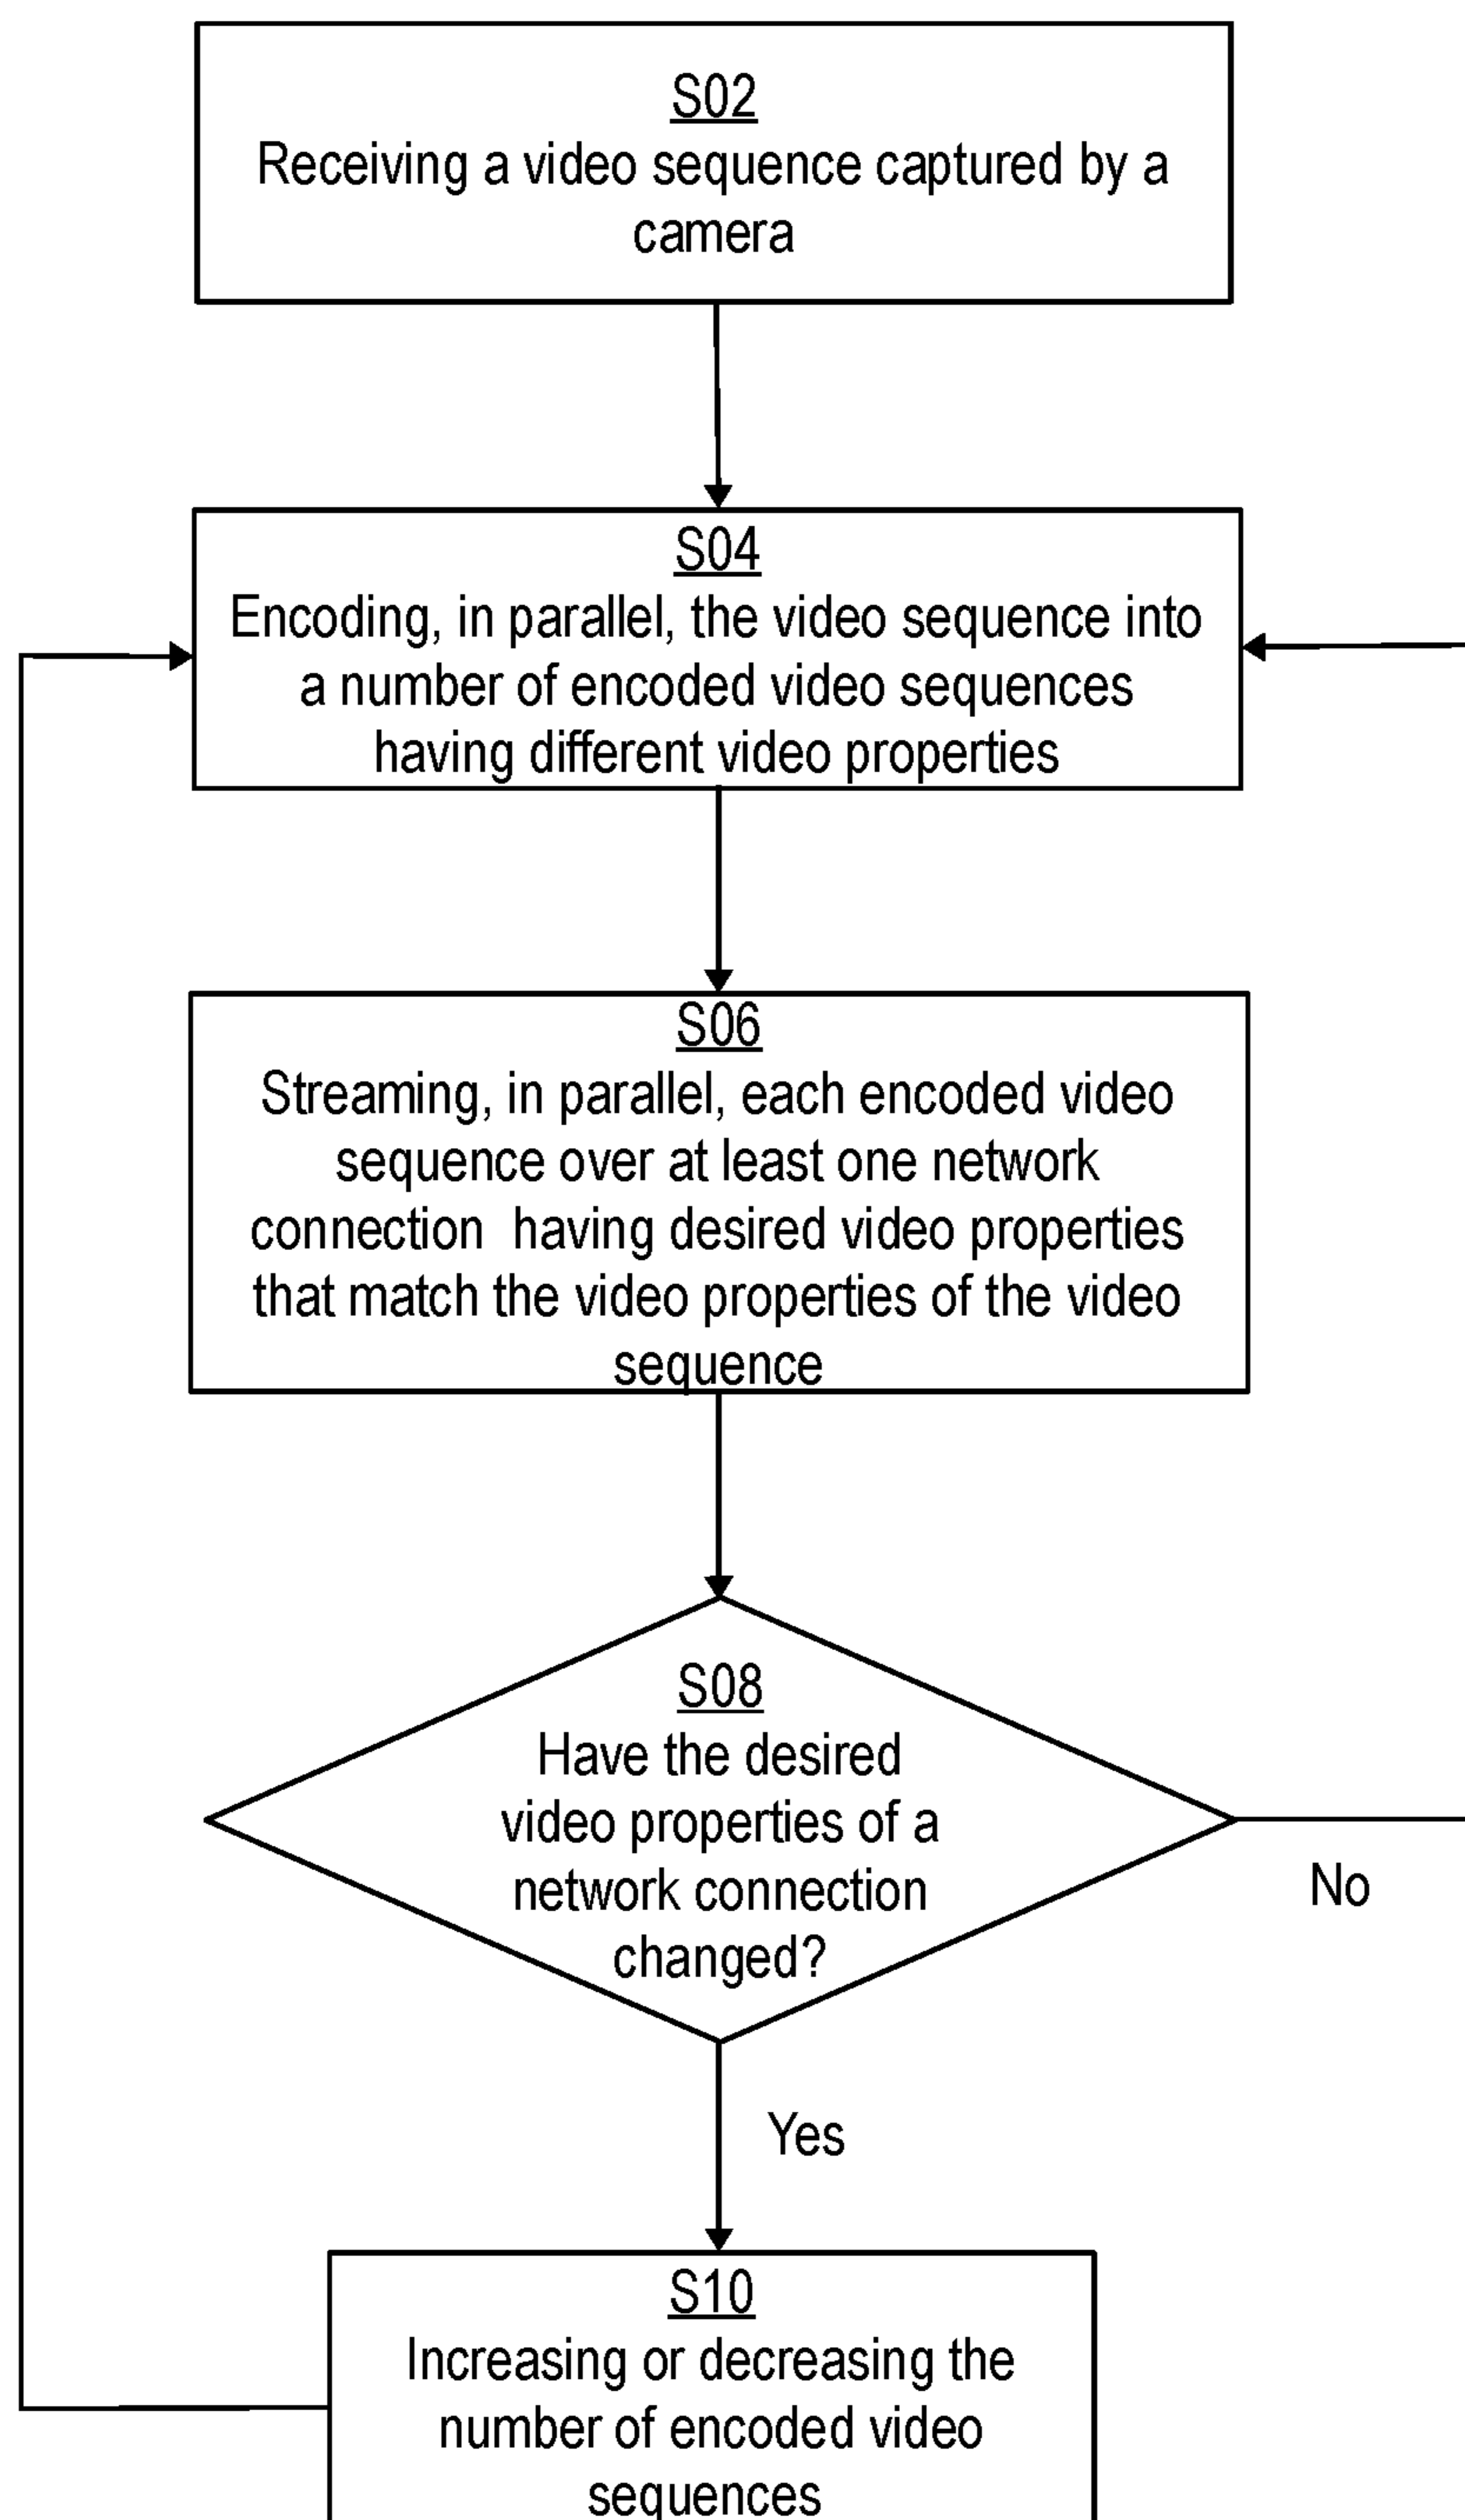 S02
Receiving a video sequence captured by a
camera
S04
Encoding, in parallel, the video sequence into
a number of encoded video sequences
having different video properties
S06
Streaming, in parallel, each encoded video
sequence over at least one network
connection having desired video properties
that match the video properties of the video
sequence
S08
Have the desired
video properties of a
network connection
changed?
No
Yes
S10
Increasing or decreasing the
number of encoded video
sequences